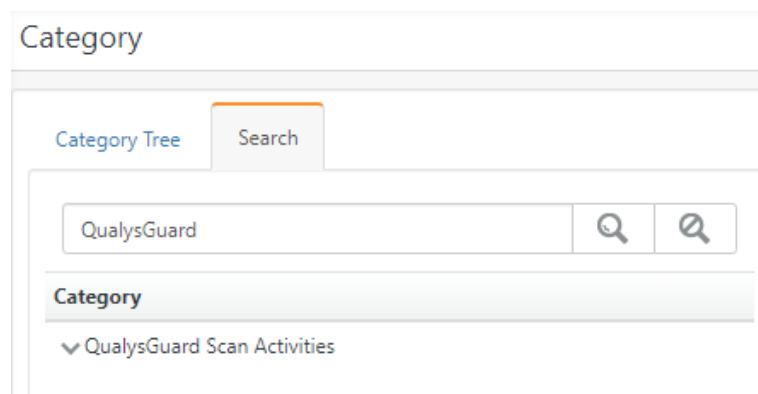 Category
Category Tree
Search
QualysGuard
Category
QualysGuard Scan Activities